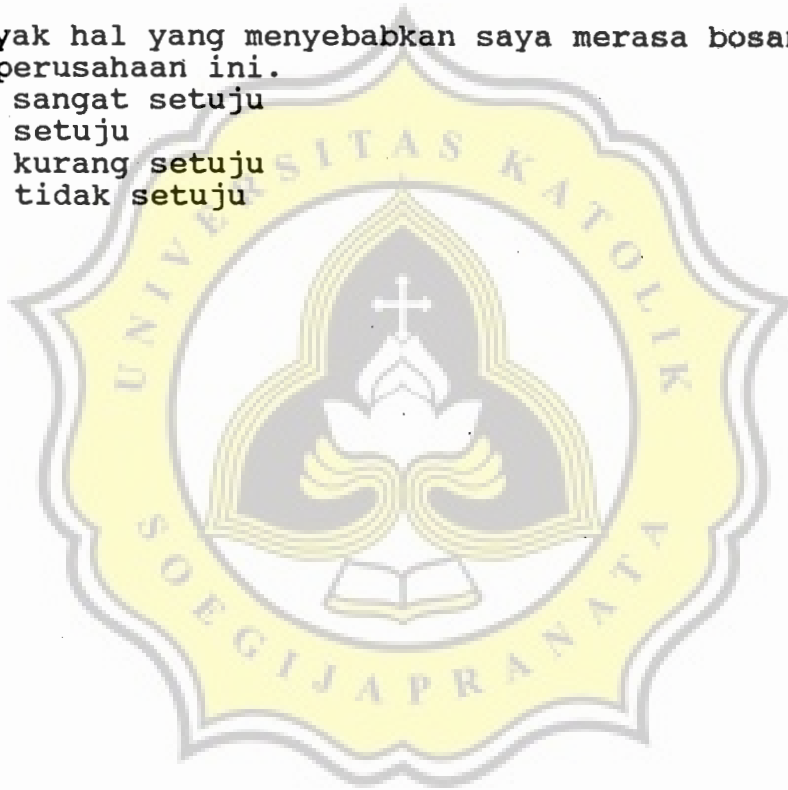 yak hal yang menyebabkan saya merasa bosan
perusahaan ini.
sangat setuju
setuju
kurang setuju
tidak setuju
UNIVERSITAS KATOLIK
SOEGIJAPRANATA